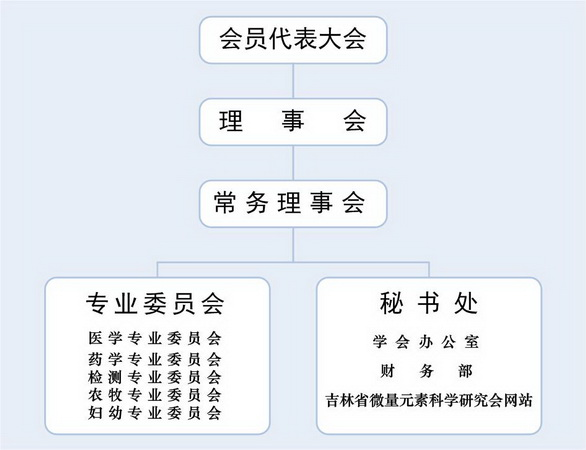 会员代表大会
理事会
常务理事会
专业委员会
医学专业委员会
药学专业委员会
检测专业委员会
农牧专业委员会
妇幼专业委员会
秘书处
学会办公室
财务部
吉林省微量元素科学研究会网站